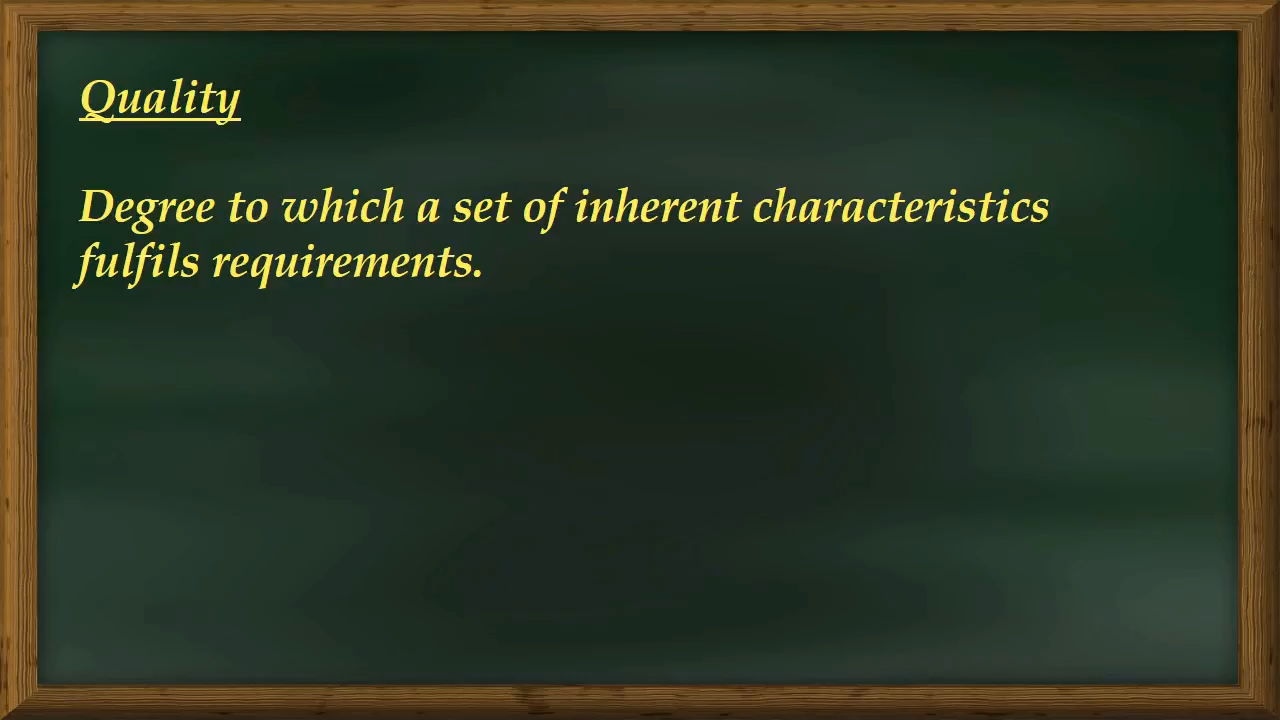 Quality
Degree to which a set of inherent characteristics
fulfils requirements.